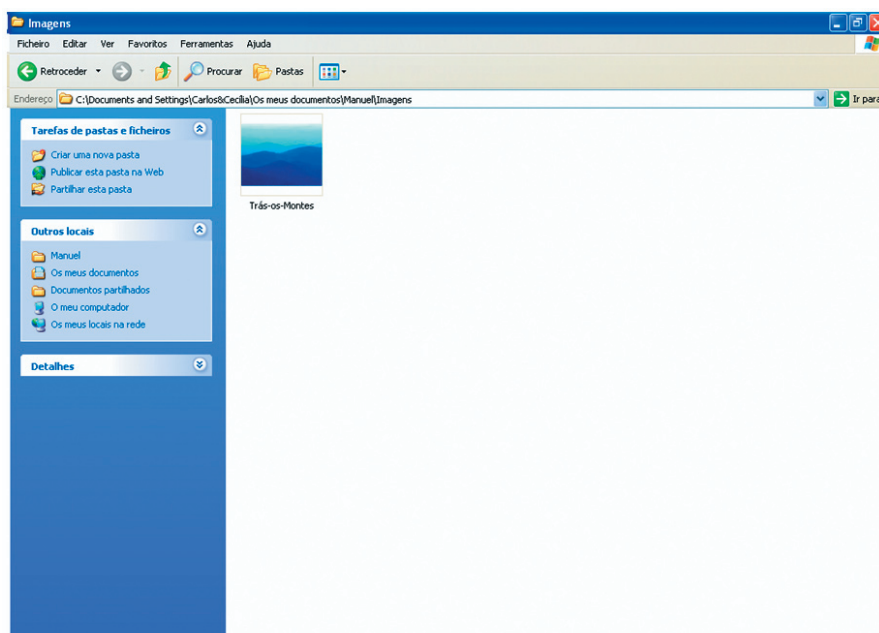 Imagens
Ficheiro Editar Ver Favoritos Ferramentas Ajuda
Retroceder Procurar Pastas
Endereço C:\Documents and Settings\Carlos&Cecília\Os meus documentos\Manuel\Imagens Ir para
Tarefas de pastas e ficheiros
Criar uma nova pasta
Publicar esta pasta na Web
Partilhar esta pasta
Trás-os-Montes
Outros locais
Manuel
Os meus documentos
Documentos partilhados
O meu computador
Os meus locais na rede
Detalhes